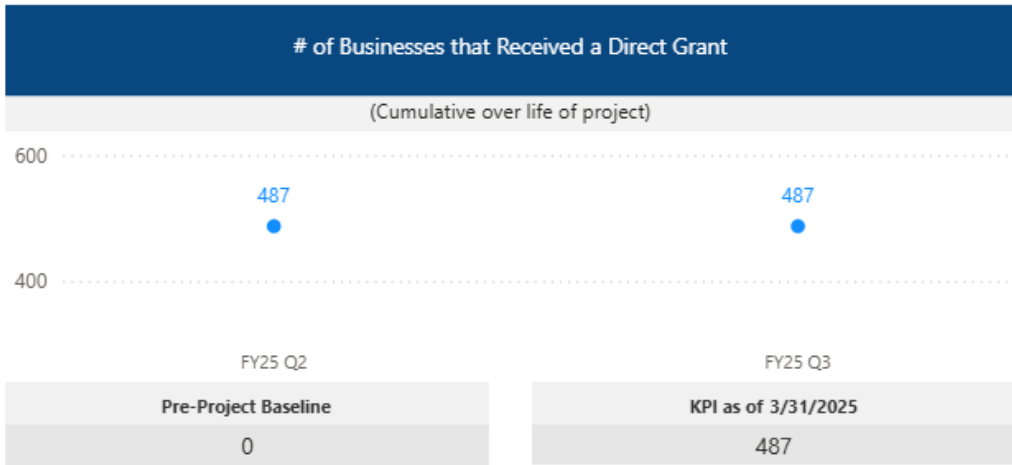 # of Businesses that Received a Direct Grant
(Cumulative over life of project)
600
487 487
400
FY25 Q2 FY25 Q3
Pre-Project Baseline KPI as of 3/31/2025
0 487